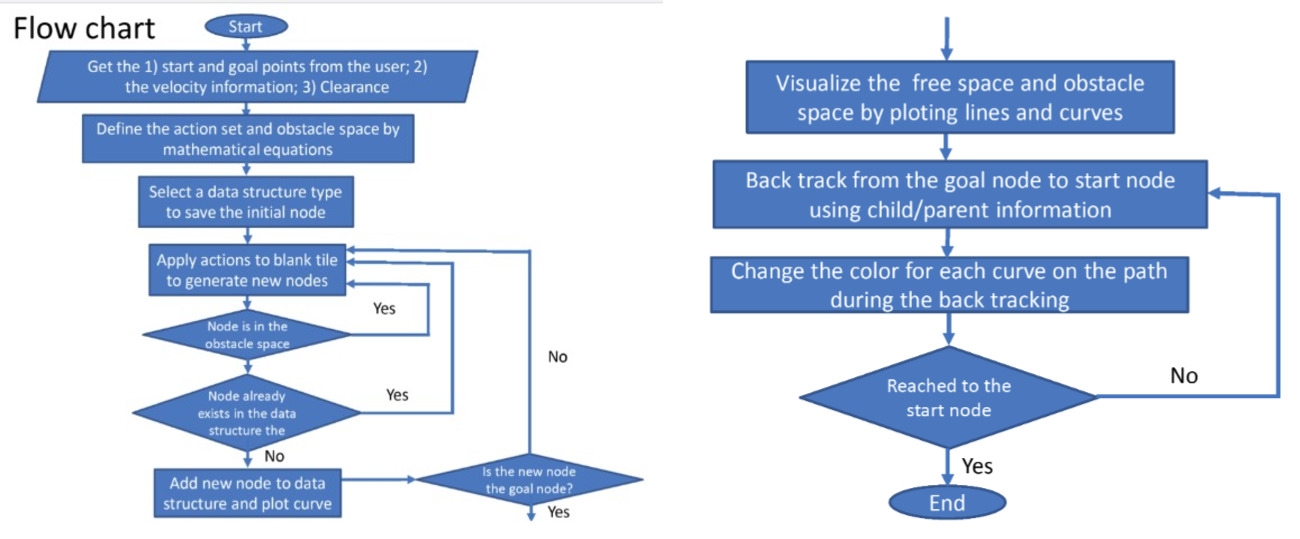 Flow chart
Start
Get the 1) start and goal points from the user; 2)
the velocity information; 3) Clearance
Define the action set and obstacle space by
mathematical equations
Select a data structure type
to save the initial node
Apply actions to blank tile
to generate new nodes
Yes
Node is in the
obstacle space
No
Node already
exists in the data
structure the
Yes
No
Add new node to data
structure and plot curve
Is the new node
the goal node?
Yes
Visualize the free space and obstacle
space by ploting lines and curves
Back track from the goal node to start node
using child/parent information
Change the color for each curve on the path
during the back tracking
Reached to the
start node
No
Yes
End